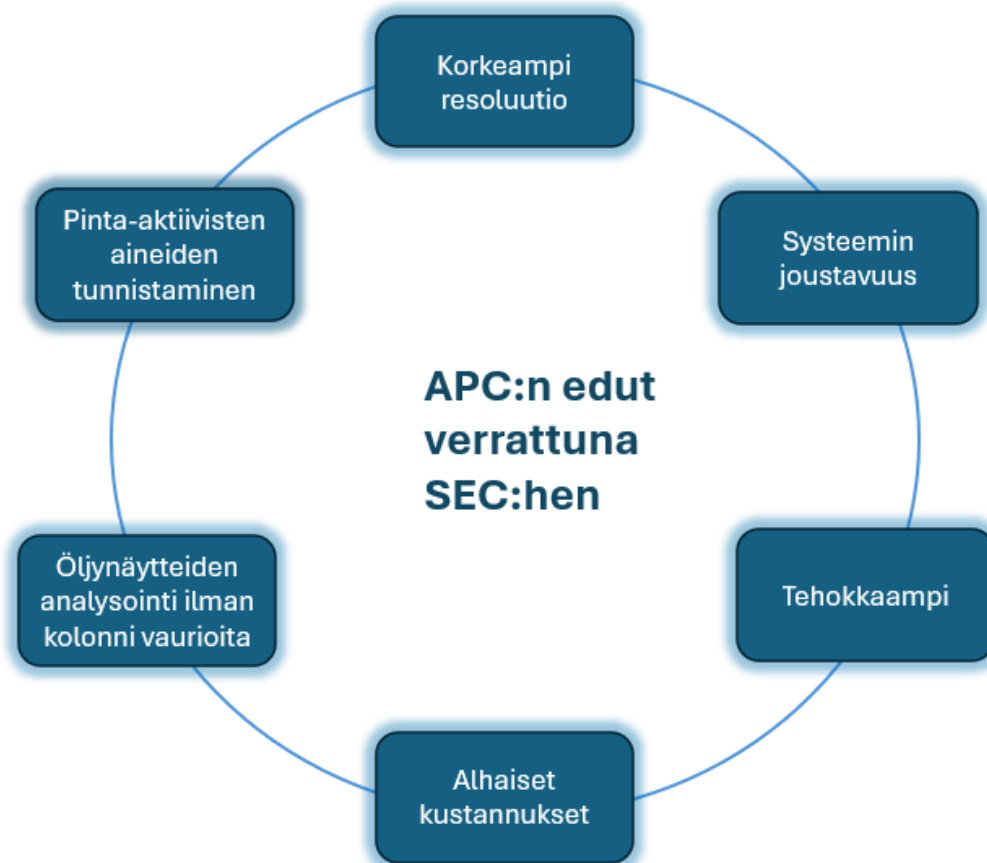 Korkeampi
resoluutio
Pinta-aktiivisten
aineiden
tunnistaminen
Systeemin
joustavuus
APC:n edut
verrattuna
SEC:hen
Öljynäytteiden
analysointi ilman
kolonni vaurioita
Tehokkaampi
Alhaiset
kustannukset